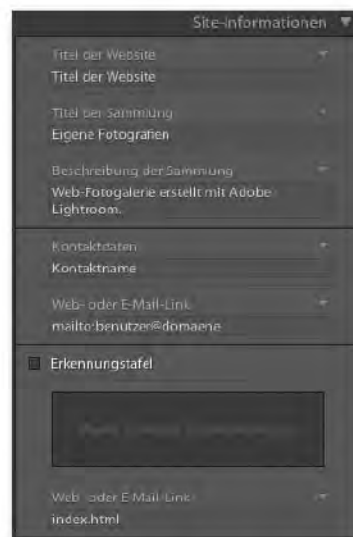 Site-Informationen
Titel der Website
Titel der Website
Titel der Sammlung
Eigene Fotografien
Beschreibung der Sammlung
Web-Fotogalerie erstellt mit Adobe
Lightroom.
Kontaktdaten
Kontaktname
Web- oder E-Mail-Link
mailto:benutzer@domaene
Erkennungstafel
Web- oder E-Mail-Link
index.html